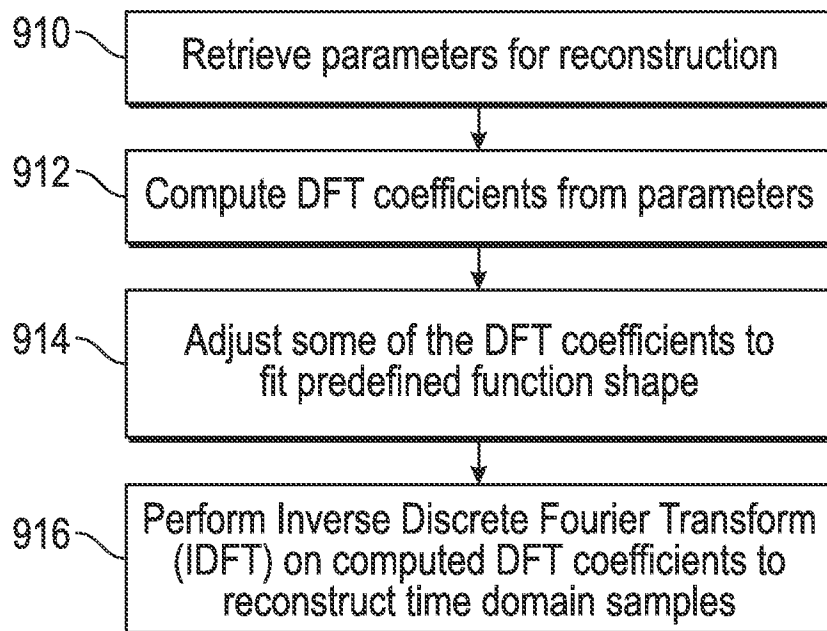 910
Retrieve parameters for reconstruction
912
Compute DFT coefficients from parameters
914
Adjust some of the DFT coefficients to
fit predefined function shape
916
Perform Inverse Discrete Fourier Transform
(IDFT) on computed DFT coefficients to
reconstruct time domain samples